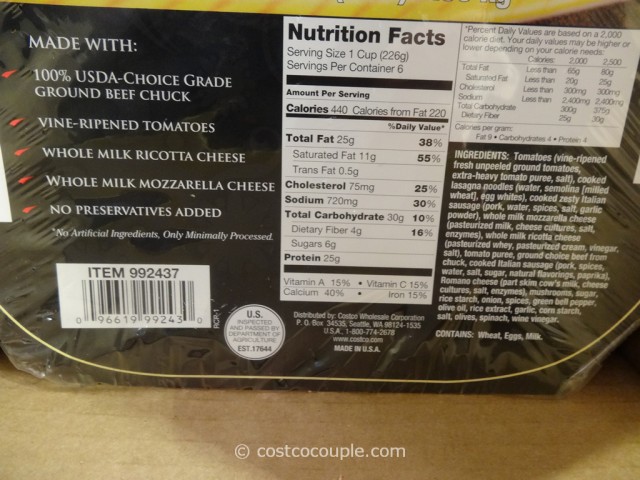 MADE WITH:
100% USDA-CHOICE GRADE
GROUND BEEF CHUCK
VINE-RIPENED TOMATOES
WHOLE MILK RICOTTA CHEESE
WHOLE MILK MOZZARELLA CHEESE
NO PRESERVATIVES ADDED
*No Artificial Ingredients, Only Minimally Processed.
ITEM 992437
0 96619 99243 0
RCR-1
U.S.
INSPECTED
AND PASSED BY
DEPARTMENT OF
AGRICULTURE
EST.17644
Nutrition Facts
Serving Size 1 Cup (226g)
Servings Per Container 6
Amount Per Serving
Calories 440 Calories from Fat 220
%Daily Value*
Total Fat 25g 38%
Saturated Fat 11g 55%
Trans Fat 0.5g
Cholesterol 75mg 25%
Sodium 720mg 30%
Total Carbohydrate 30g 10%
Dietary Fiber 4g 16%
Sugars 6g
Protein 25g
Vitamin A 15% • Vitamin C 15%
Calcium 40% • Iron 15%
Distributed by: Costco Wholesale Corporation
P. O. Box 34535, Seattle, WA 98124-1535
U.S.A. 1-800-774-2678
www.costco.com
MADE IN U.S.A.
*Percent Daily Values are based on a 2,000
calorie diet. Your daily values may be higher or
lower depending on your calorie needs:
Calories: 2,000 2,500
Total Fat Less than 65g 80g
Saturated Fat Less than 20g 25g
Cholesterol Less than 300mg 300mg
Sodium Less than 2,400mg 2,400mg
Total Carbohydrate 300g 375g
Dietary Fiber 25g 30g
Calories per gram:
Fat 9 • Carbohydrates 4 • Protein 4
INGREDIENTS: Tomatoes (vine-ripened
fresh unpeeled ground tomatoes,
extra-heavy tomato puree, salt), cooked
lasagna noodles (water, semolina [milled
wheat], egg whites), cooked zesty Italian
sausage (pork, water, spices, salt, garlic
powder), whole milk mozzarella cheese
(pasteurized milk, cheese cultures, salt,
enzymes), whole milk ricotta cheese
(pasteurized whey, pasteurized cream, vinegar,
salt), tomato puree, ground choice beef from
chuck, cooked Italian sausage (pork, spices,
water, salt, sugar, natural flavorings, paprika),
Romano cheese (part skim cow's milk, cheese
cultures, salt, enzymes), mushrooms, sugar,
rice starch, onion, spices, green bell pepper,
olive oil, rice extract, garlic, corn starch,
salt, olives, spinach, wine vinegar.
CONTAINS: Wheat, Eggs, Milk.
© costcocouple.com